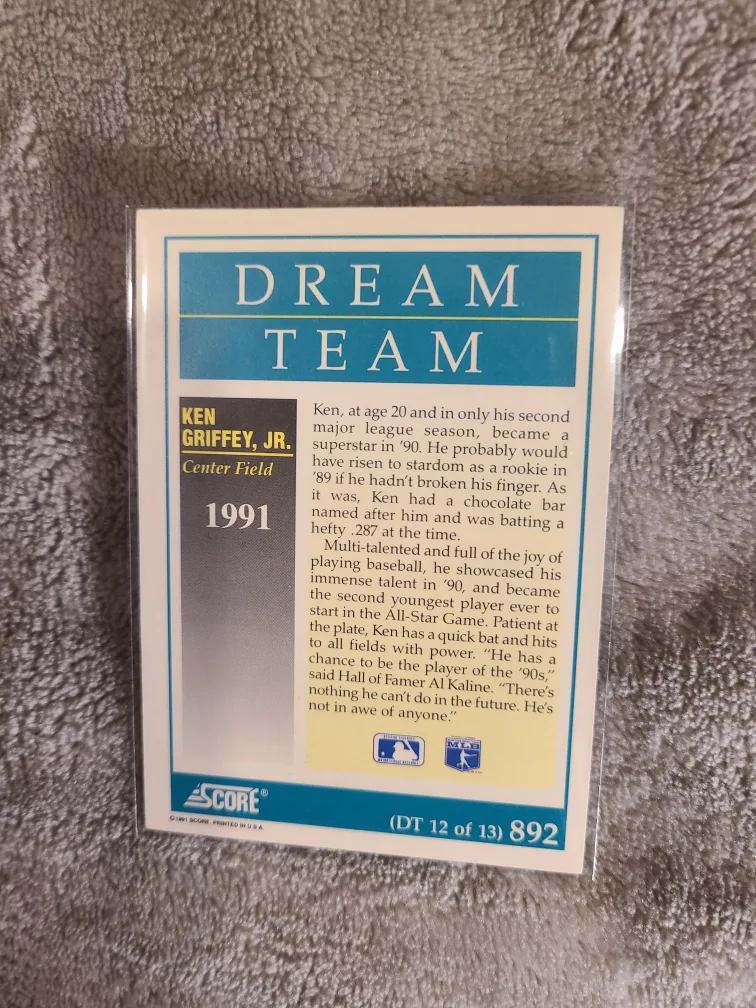 DREAM
TEAM
KEN
GRIFFEY, JR.
Center Field
1991
Ken, at age 20 and in only his second
major league season, became a
superstar in '90. He probably would
have risen to stardom as a rookie in
'89 if he hadn't broken his finger. As
it was, Ken had a chocolate bar
named after him and was batting a
hefty .287 at the time.
Multi-talented and full of the joy of
playing baseball, he showcased his
immense talent in '90, and became
the second youngest player ever to
start in the All-Star Game. Patient at
the plate, Ken has a quick bat and hits
to all fields with power. "He has a
chance to be the player of the '90s,"
said Hall of Famer Al Kaline. "There's
nothing he can't do in the future. He's
not in awe of anyone."
MLB
SCORE®
©1991 SCORE. PRINTED IN U.S.A.
(DT 12 of 13) 892